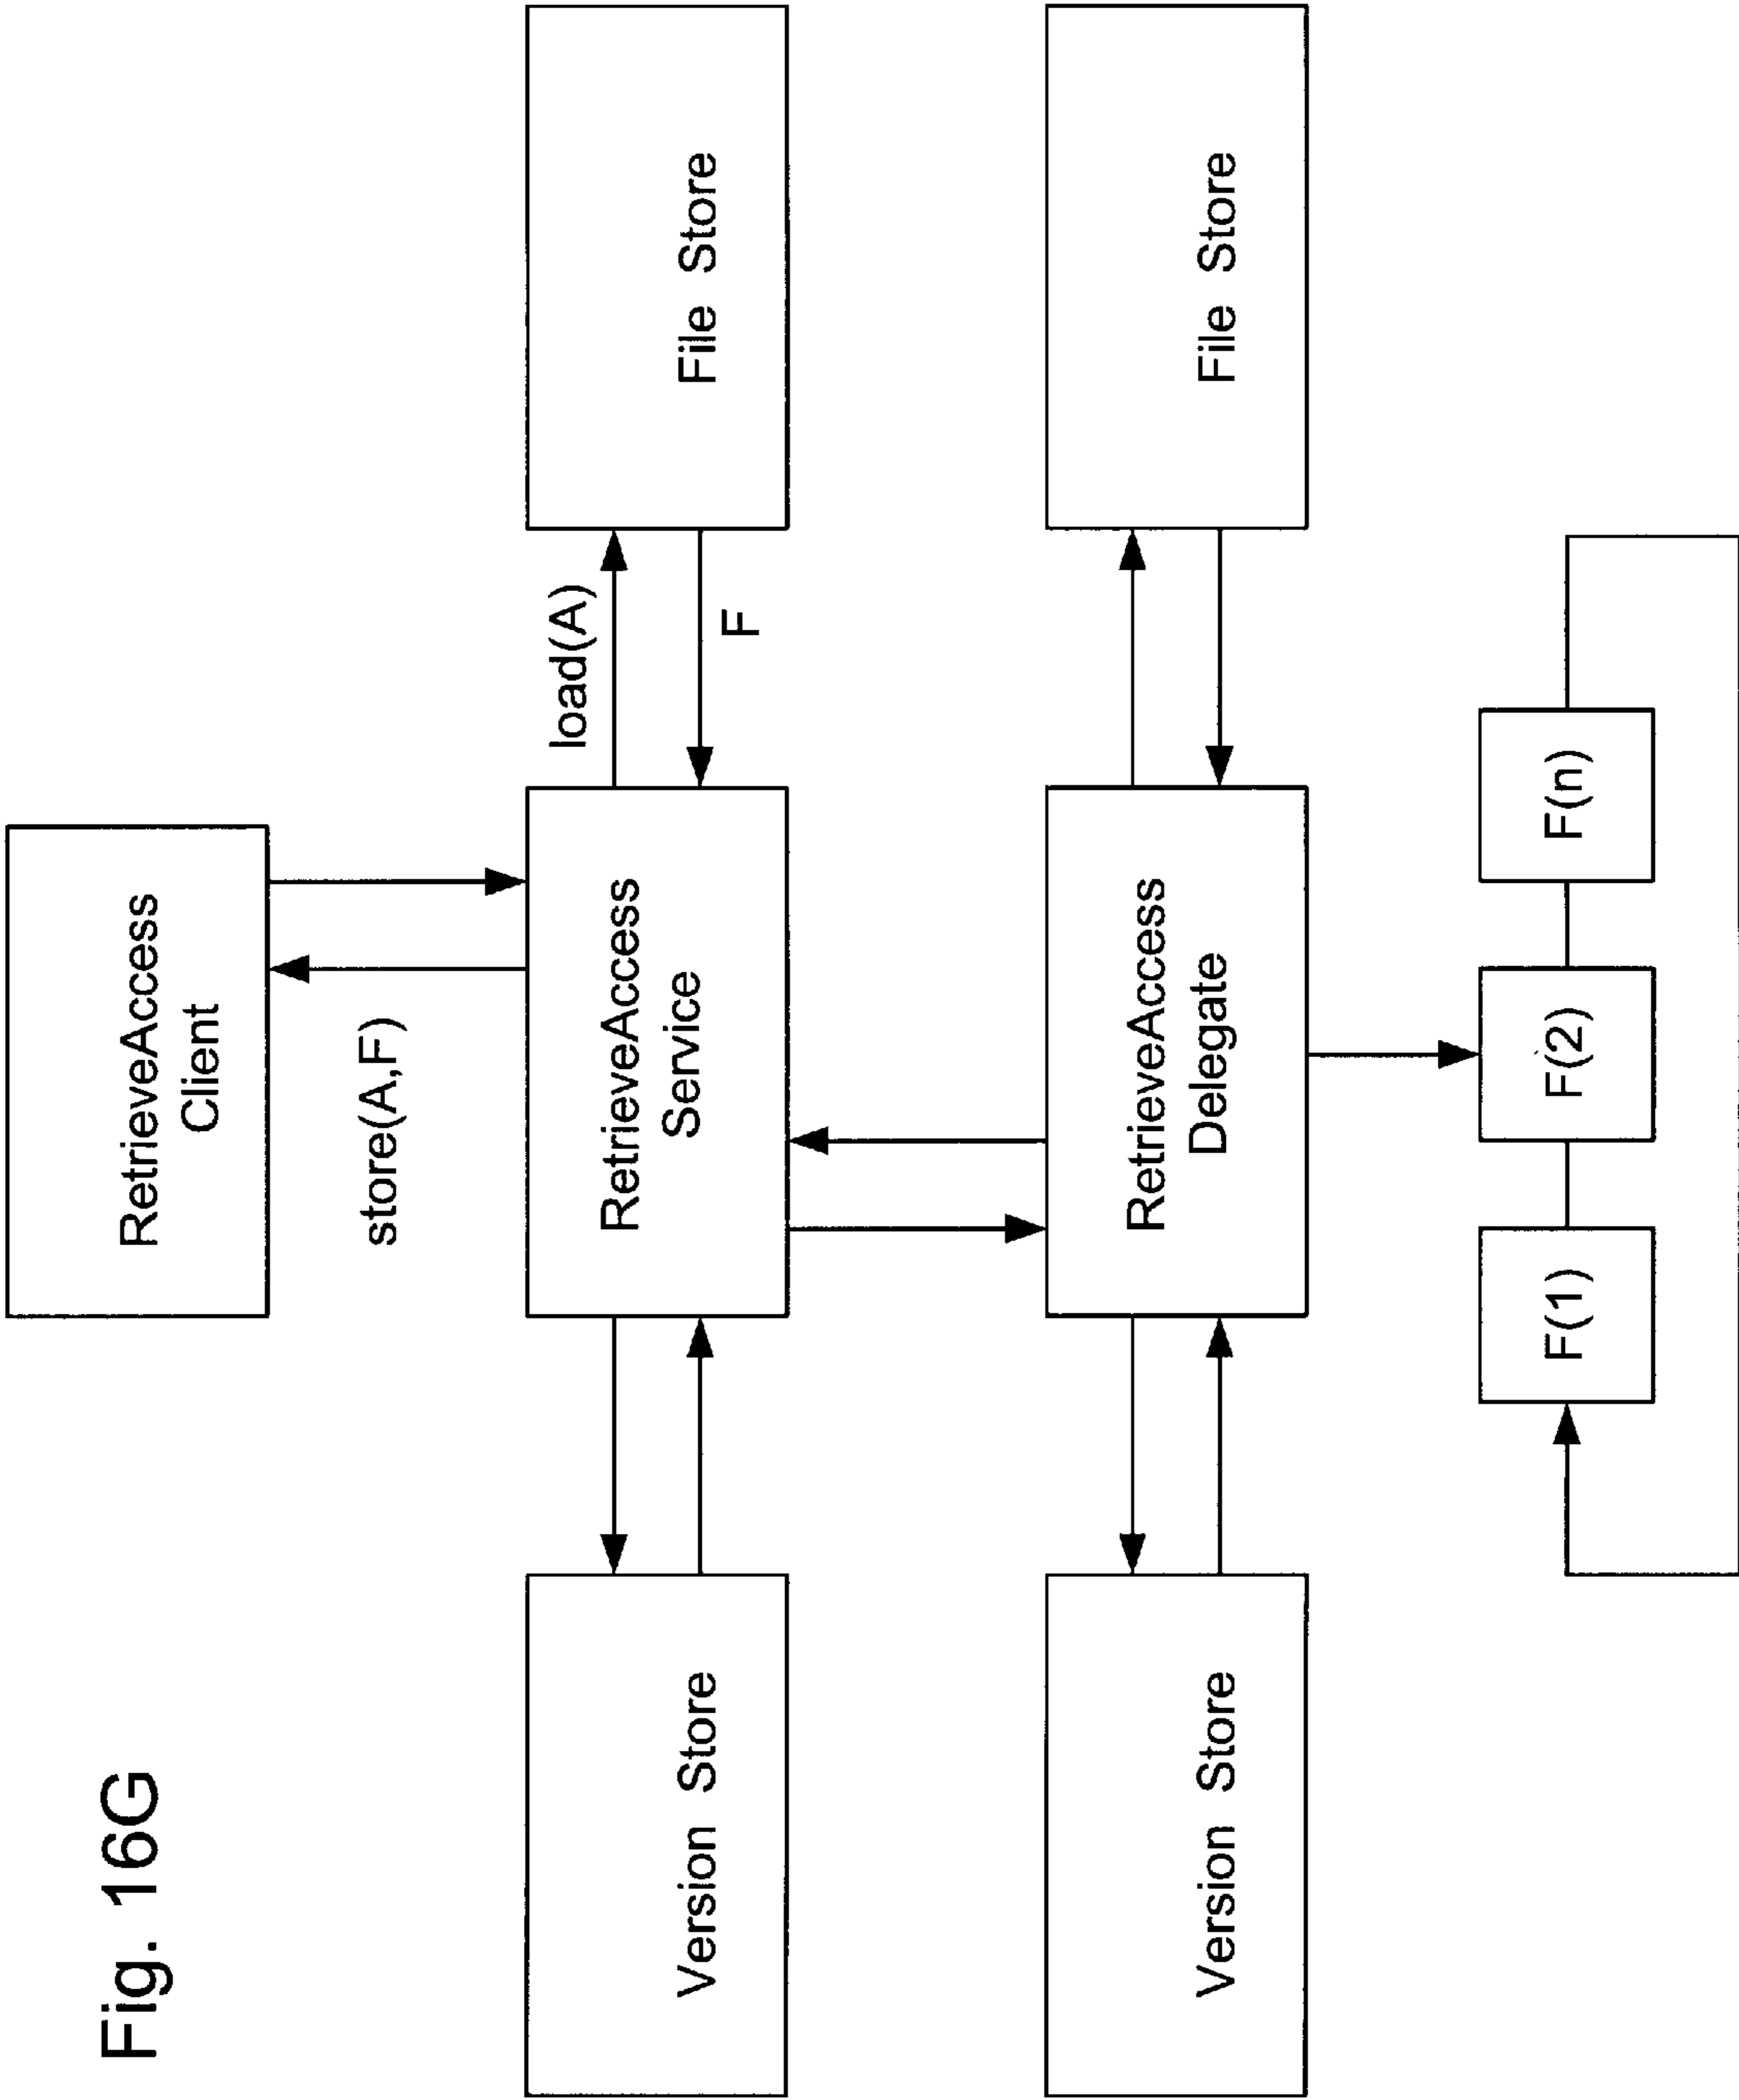 Fig. 16G
RetrieveAccess
Client
store(A,F)
Version Store
RetrieveAccess
Service
load(A)
F
File Store
Version Store
RetrieveAccess
Delegate
File Store
F(1)
F(2)
F(n)